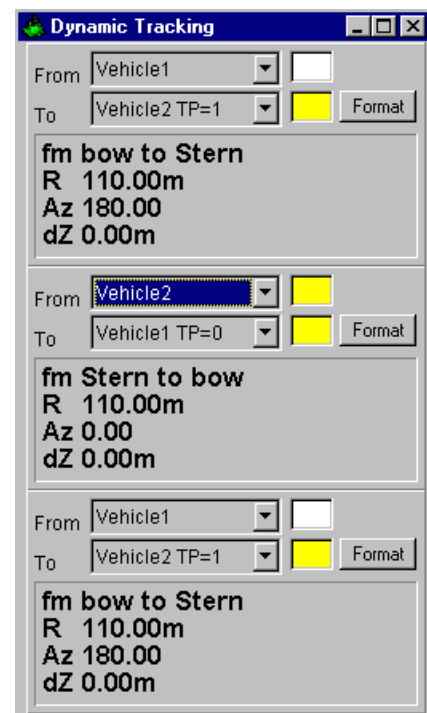 Dynamic Tracking
From Vehicle1
To Vehicle2 TP=1 Format
fm bow to Stern
R 110.00m
Az 180.00
dZ 0.00m
From Vehicle2
To Vehicle1 TP=0 Format
fm Stern to bow
R 110.00m
Az 0.00
dZ 0.00m
From Vehicle1
To Vehicle2 TP=1 Format
fm bow to Stern
R 110.00m
Az 180.00
dZ 0.00m